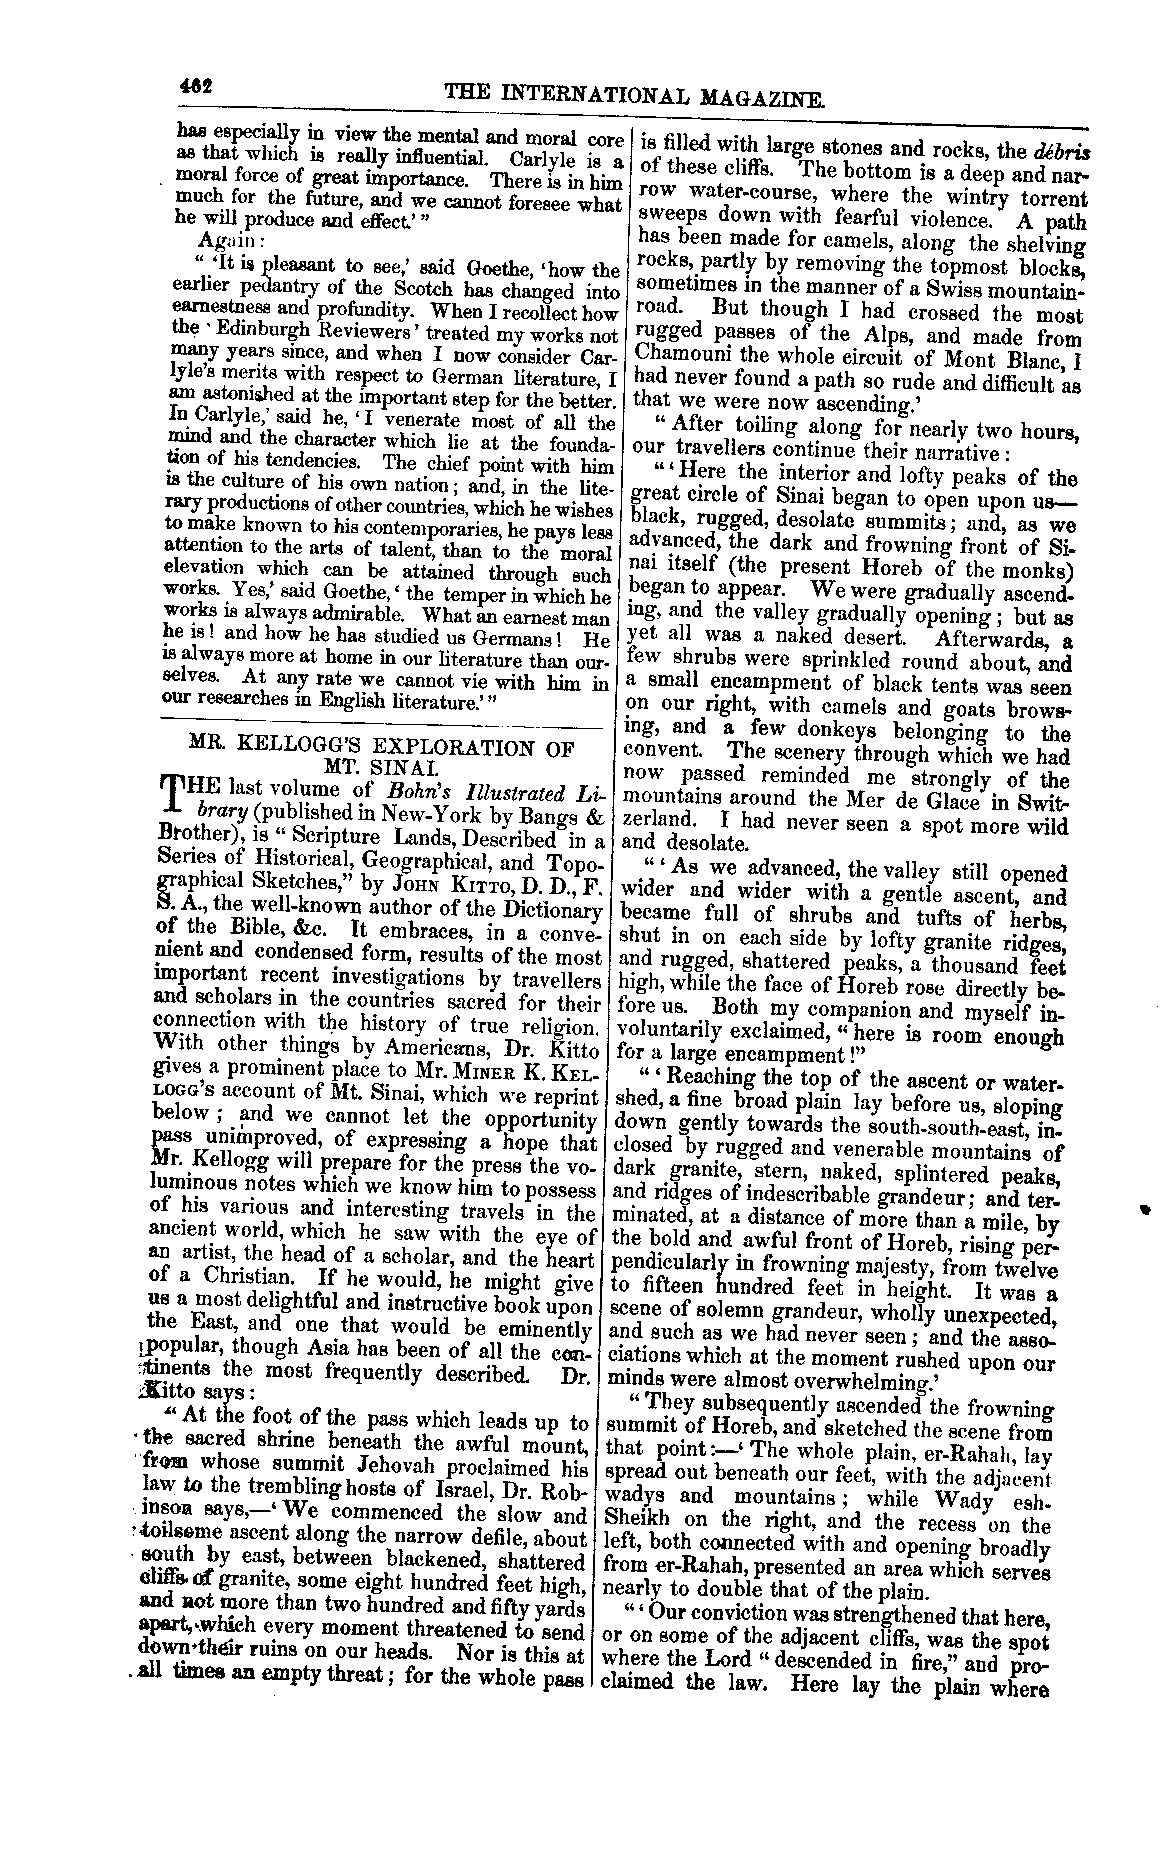 462
THE INTERNATIONAL MAGAZINE.
has especially in view the mental and moral core
as that which is really influential. Carlyle is a
moral force of great importance. There is in him
much for the future, and we cannot foresee what
he will produce and effect.' ”
Again :
“ 'It is pleasant to see,' said Goethe, 'how the
earlier pedantry of the Scotch has changed into
earnestness and profundity. When I recollect how
the ' Edinburgh Reviewers' treated my works not
many years since, and when I now consider Car-
lyle's merits with respect to German literature, I
am astonished at the important step for the better.
In Carlyle,' said he, 'I venerate most of all the
mind and the character which lie at the founda-
tion of his tendencies. The chief point with him
is the culture of his own nation ; and, in the lite-
rary productions of other countries, which he wishes
to make known to his contemporaries, he pays less
attention to the arts of talent, than to the moral
elevation which can be attained through such
works. Yes,' said Goethe, ' the temper in which he
works is always admirable. What an earnest man
he is ! and how he has studied us Germans ! He
is always more at home in our literature than our-
selves. At any rate we cannot vie with him in
our researches in English literature.' ”
MR. KELLOGG'S EXPLORATION OF
MT. SINAI.
THE last volume of Bohn's Illustrated Li-
brary (published in New-York by Bangs &
Brother), is “ Scripture Lands, Described in a
Series of Historical, Geographical, and Topo-
graphical Sketches,” by JOHN KITTO, D. D., F.
S. A., the well-known author of the Dictionary
of the Bible, &c. It embraces, in a conve-
nient and condensed form, results of the most
important recent investigations by travellers
and scholars in the countries sacred for their
connection with the history of true religion.
With other things by Americans, Dr. Kitto
gives a prominent place to Mr. MINER K. KEL-
LOGG's account of Mt. Sinai, which we reprint
below ; and we cannot let the opportunity
pass unimproved, of expressing a hope that
Mr. Kellogg will prepare for the press the vo-
luminous notes which we know him to possess
of his various and interesting travels in the
ancient world, which he saw with the eye of
an artist, the head of a scholar, and the heart
of a Christian. If he would, he might give
us a most delightful and instructive book upon
the East, and one that would be eminently
popular, though Asia has been of all the con-
tinents the most frequently described. Dr.
Kitto says :
“ At the foot of the pass which leads up to
the sacred shrine beneath the awful mount,
from whose summit Jehovah proclaimed his
law to the trembling hosts of Israel, Dr. Rob-
inson says,—' We commenced the slow and
toilsome ascent along the narrow defile, about
south by east, between blackened, shattered
cliffs of granite, some eight hundred feet high,
and not more than two hundred and fifty yards
apart, which every moment threatened to send
down their ruins on our heads. Nor is this at
all times an empty threat ; for the whole pass
is filled with large stones and rocks, the débris
of these cliffs. The bottom is a deep and nar-
row water-course, where the wintry torrent
sweeps down with fearful violence. A path
has been made for camels, along the shelving
rocks, partly by removing the topmost blocks,
sometimes in the manner of a Swiss mountain-
road. But though I had crossed the most
rugged passes of the Alps, and made from
Chamouni the whole circuit of Mont Blanc, I
had never found a path so rude and difficult as
that we were now ascending.'
“ After toiling along for nearly two hours,
our travellers continue their narrative :
“ ' Here the interior and lofty peaks of the
great circle of Sinai began to open upon us—
black, rugged, desolate summits ; and, as we
advanced, the dark and frowning front of Si-
nai itself (the present Horeb of the monks)
began to appear. We were gradually ascend-
ing, and the valley gradually opening ; but as
yet all was a naked desert. Afterwards, a
few shrubs were sprinkled round about, and
a small encampment of black tents was seen
on our right, with camels and goats brows-
ing, and a few donkeys belonging to the
convent. The scenery through which we had
now passed reminded me strongly of the
mountains around the Mer de Glace in Swit-
zerland. I had never seen a spot more wild
and desolate.
“ ' As we advanced, the valley still opened
wider and wider with a gentle ascent, and
became full of shrubs and tufts of herbs,
shut in on each side by lofty granite ridges,
and rugged, shattered peaks, a thousand feet
high, while the face of Horeb rose directly be-
fore us. Both my companion and myself in-
voluntarily exclaimed, “ here is room enough
for a large encampment !”
“ ' Reaching the top of the ascent or water-
shed, a fine broad plain lay before us, sloping
down gently towards the south-south-east, in-
closed by rugged and venerable mountains of
dark granite, stern, naked, splintered peaks,
and ridges of indescribable grandeur ; and ter-
minated, at a distance of more than a mile, by
the bold and awful front of Horeb, rising per-
pendicularly in frowning majesty, from twelve
to fifteen hundred feet in height. It was a
scene of solemn grandeur, wholly unexpected,
and such as we had never seen ; and the asso-
ciations which at the moment rushed upon our
minds were almost overwhelming.'
“ They subsequently ascended the frowning
summit of Horeb, and sketched the scene from
that point :—' The whole plain, er-Rahah, lay
spread out beneath our feet, with the adjacent
wadys and mountains ; while Wady esh-
Sheikh on the right, and the recess on the
left, both connected with and opening broadly
from er-Rahah, presented an area which serves
nearly to double that of the plain.
“ ' Our conviction was strengthened that here,
or on some of the adjacent cliffs, was the spot
where the Lord “ descended in fire,” and pro-
claimed the law. Here lay the plain where